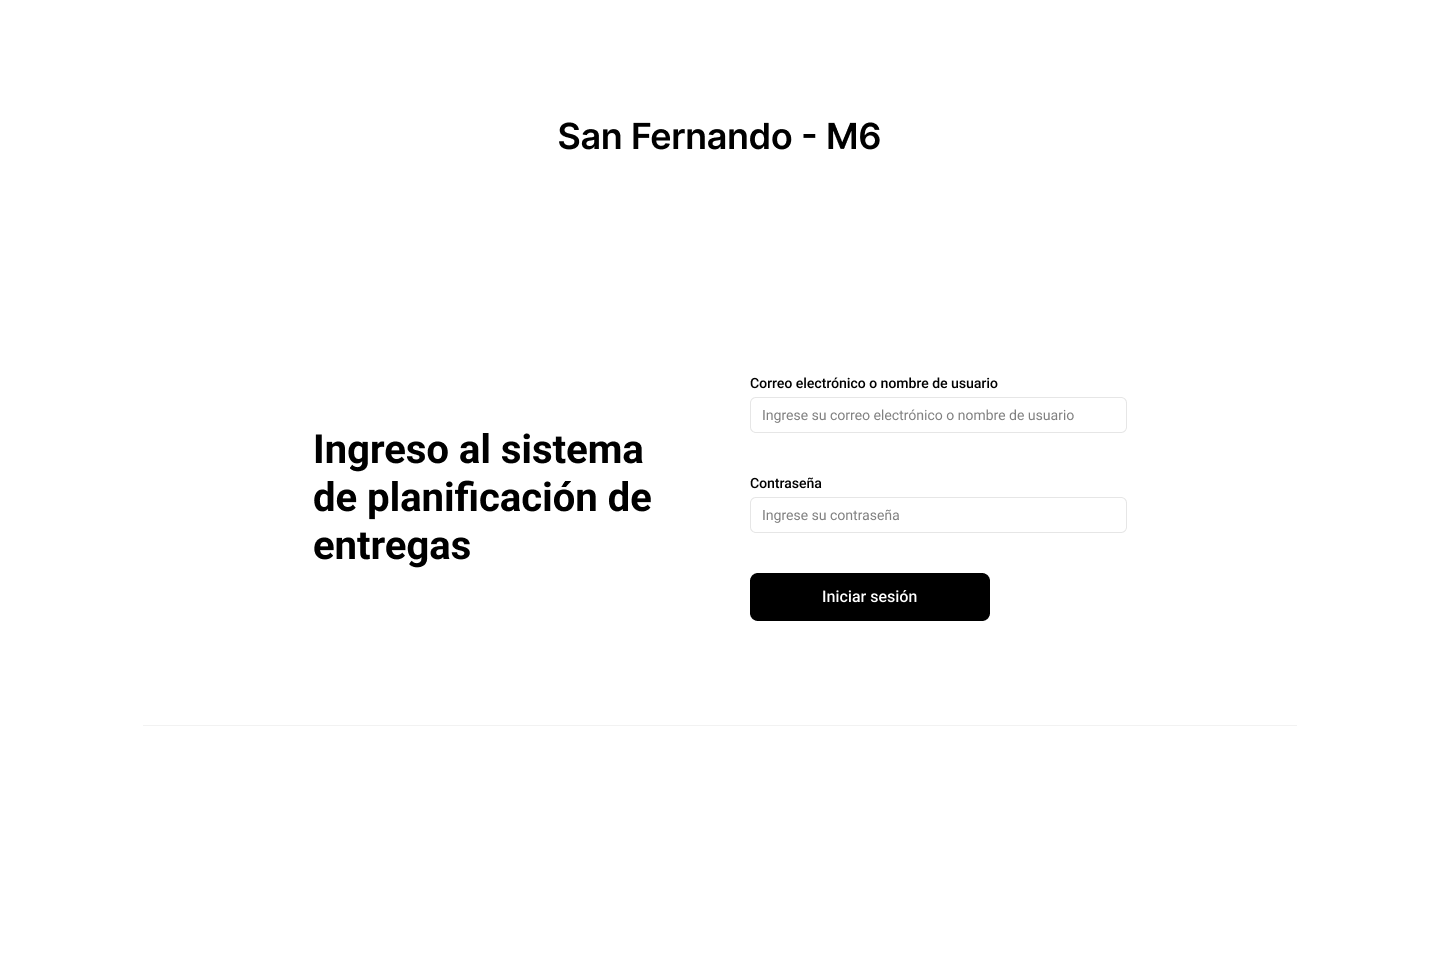 San Fernando - M6
Ingreso al sistema
de planificación de
entregas
Correo electrónico o nombre de usuario
Ingrese su correo electrónico o nombre de usuario
Contraseña
Ingrese su contraseña
Iniciar sesión